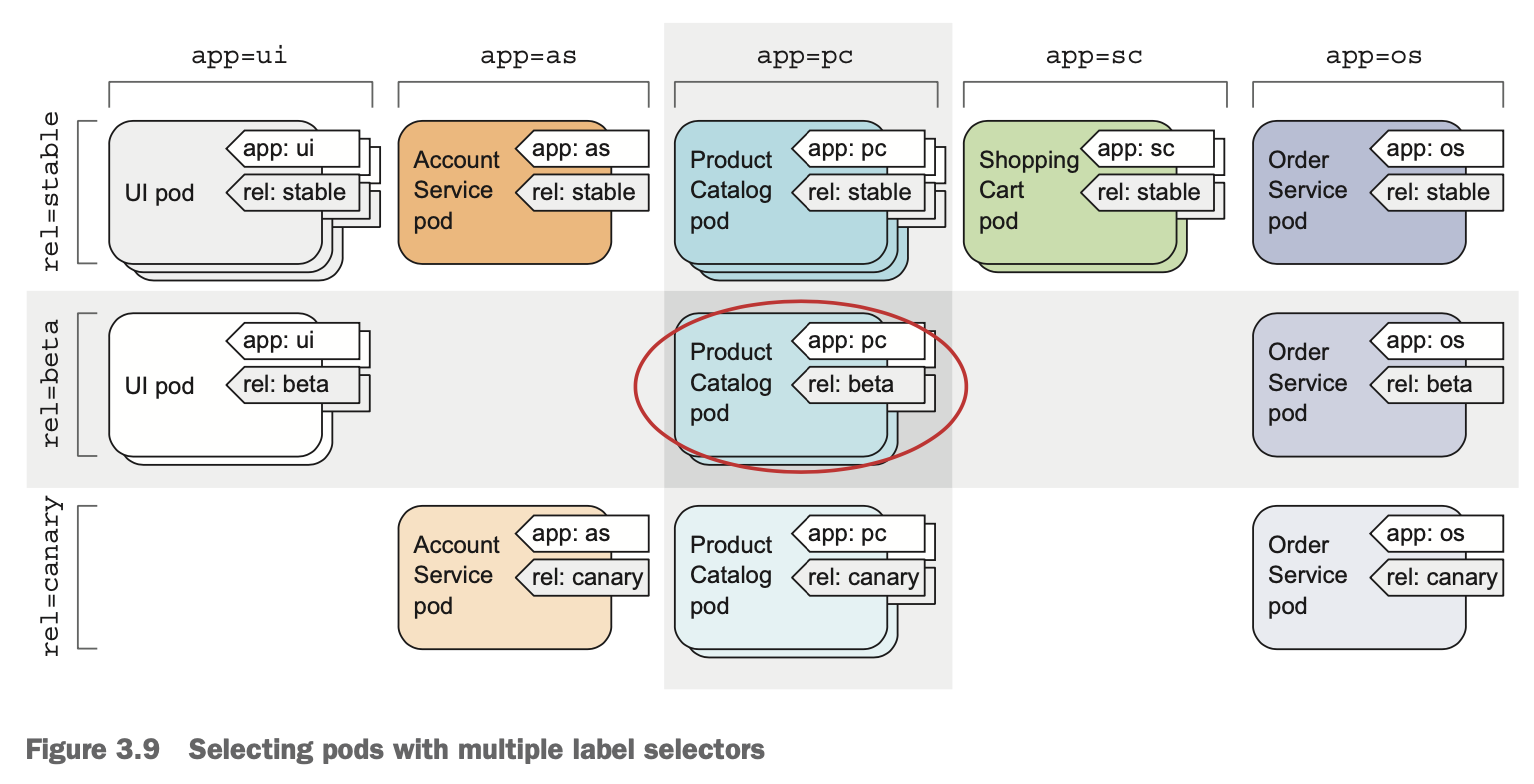 app=ui
app=as
app=pc
app=sc
app=os
rel=stable
UI pod
app: ui
rel: stable
Account
Service
pod
app: as
rel: stable
Product
Catalog
pod
app: pc
rel: stable
Shopping
Cart
pod
app: sc
rel: stable
Order
Service
pod
app: os
rel: stable
rel=beta
UI pod
app: ui
rel: beta
Product
Catalog
pod
app: pc
rel: beta
Order
Service
pod
app: os
rel: beta
rel=canary
Account
Service
pod
app: as
rel: canary
Product
Catalog
pod
app: pc
rel: canary
Order
Service
pod
app: os
rel: canary
Figure 3.9 Selecting pods with multiple label selectors